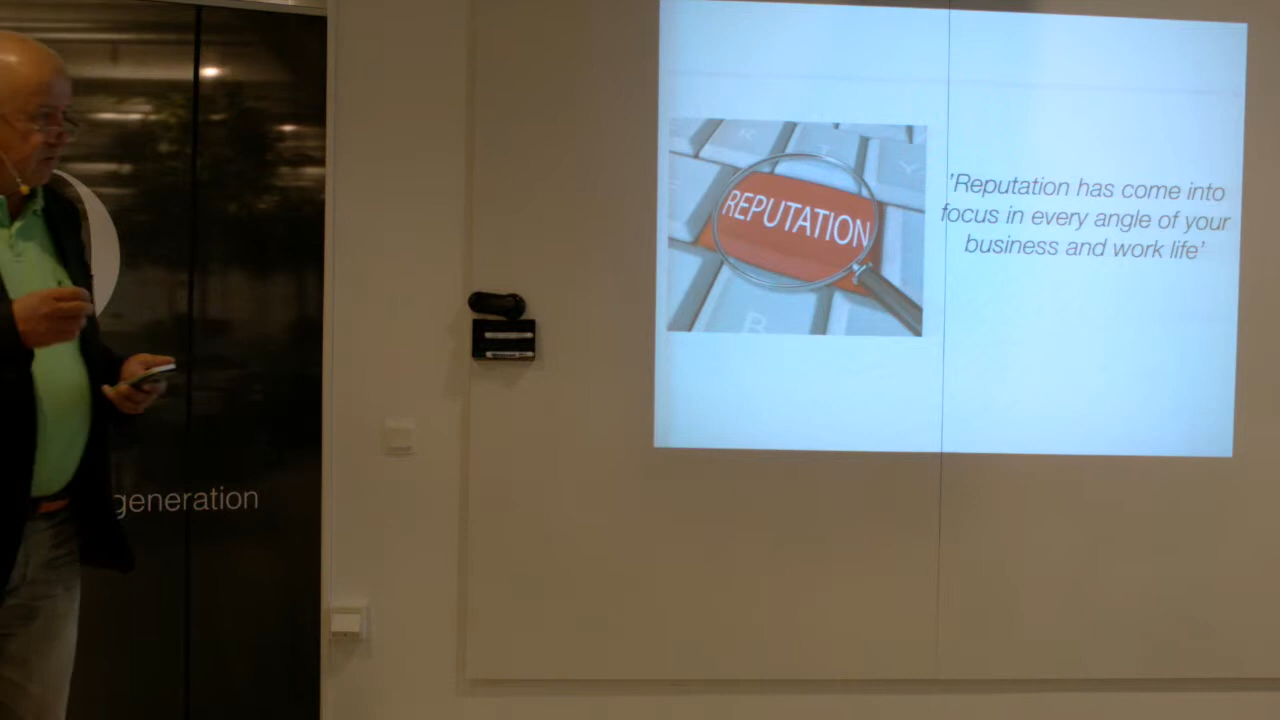 REPUTATION
'Reputation has come into
focus in every angle of your
business and work life'
generation
R
T
Y
B